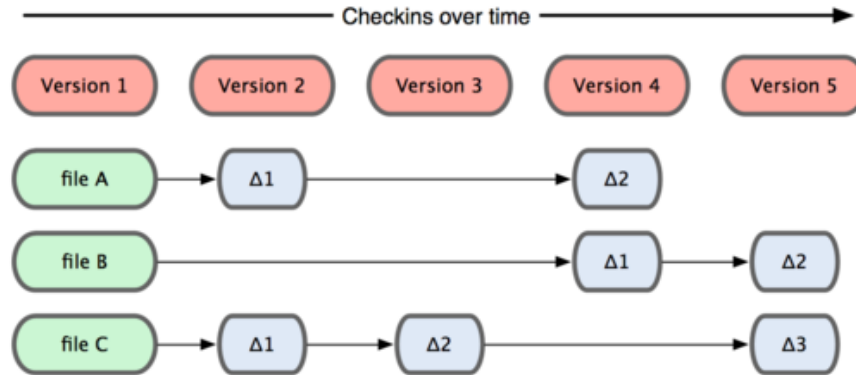 Checkins over time
Version 1 Version 2 Version 3 Version 4 Version 5
file A Δ1 Δ2
file B Δ1 Δ2
file C Δ1 Δ2 Δ3